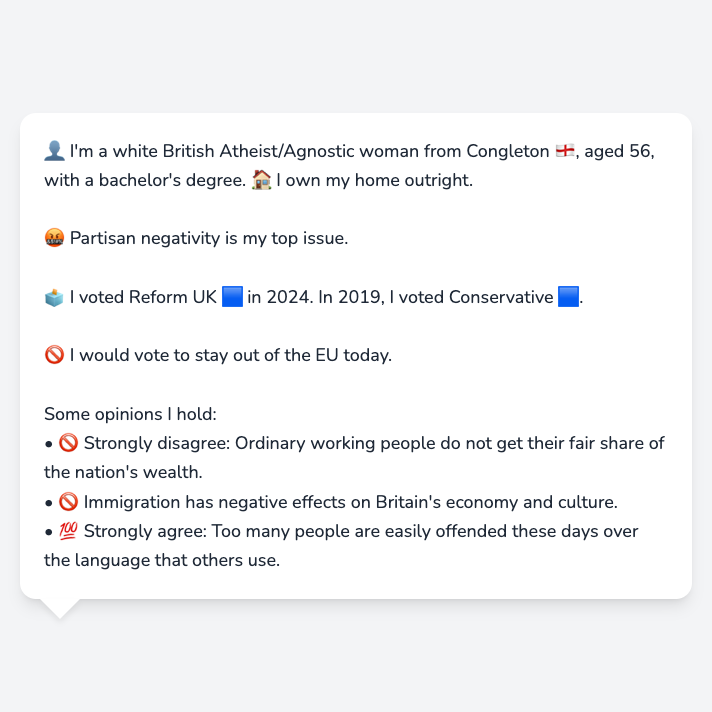 👤 I'm a white British Atheist/Agnostic woman from Congleton 🏴󠁧󠁢󠁥󠁮󠁧󠁿, aged 56,
with a bachelor's degree. 🏠 I own my home outright.
🤬 Partisan negativity is my top issue.
🗳️ I voted Reform UK 🟦 in 2024. In 2019, I voted Conservative 🟦.
🚫 I would vote to stay out of the EU today.
Some opinions I hold:
• 🚫 Strongly disagree: Ordinary working people do not get their fair share of
the nation's wealth.
• 🚫 Immigration has negative effects on Britain's economy and culture.
• 💯 Strongly agree: Too many people are easily offended these days over
the language that others use.